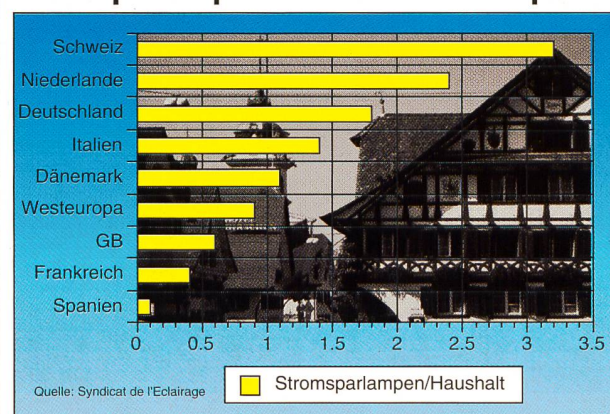 Schweiz
Niederlande
Deutschland
Italien
Dänemark
Westeuropa
GB
Frankreich
Spanien
0 0.5 1 1.5 2 2.5 3 3.5
Quelle: Syndicat de l'Eclairage
Stromsparlampen/Haushalt